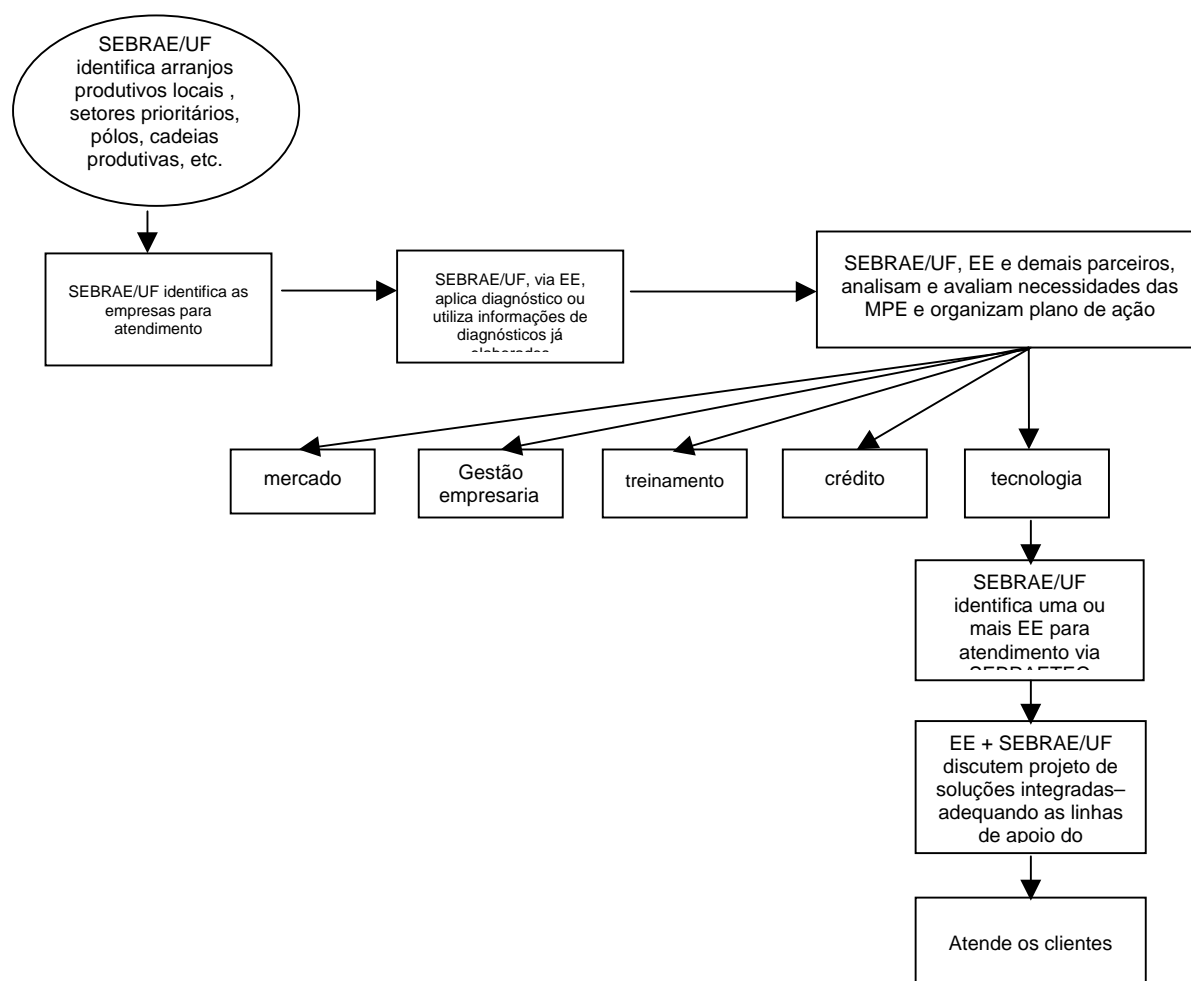 SEBRAE/UF
identifica arranjos
produtivos locais ,
setores prioritários,
pólos, cadeias
produtivas, etc.
SEBRAE/UF identifica as
empresas para
atendimento
SEBRAE/UF, via EE,
aplica diagnóstico ou
utiliza informações de
diagnósticos já
SEBRAE/UF, EE e demais parceiros,
analisam e avaliam necessidades das
MPE e organizam plano de ação
mercado
Gestão
empresaria
treinamento
crédito
tecnologia
SEBRAE/UF
identifica uma ou
mais EE para
atendimento via
EE + SEBRAE/UF
discutem projeto de
soluções integradas–
adequando as linhas
de apoio do
Atende os clientes